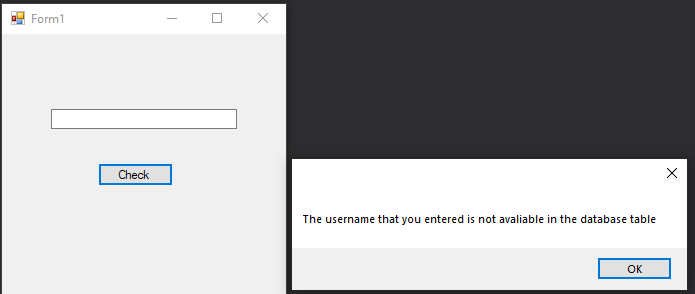 Form1
Check
The username that you entered is not avaliable in the database table
OK